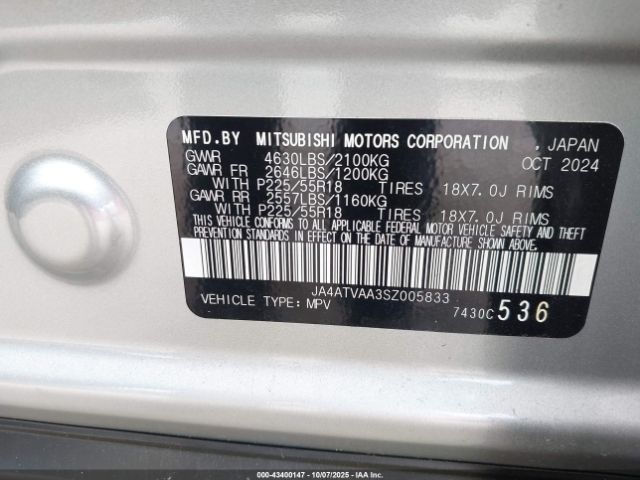 MFD.BY MITSUBISHI MOTORS CORPORATION , JAPAN
GVWR 4630LBS/2100KG OCT 2024
GAWR FR 2646LBS/1200KG
WITH P225/55R18 TIRES 18X7.0J RIMS
GAWR RR 2557LBS/1160KG
WITH P225/55R18 TIRES 18X7.0J RIMS
THIS VEHICLE CONFORMS TO ALL APPLICABLE FEDERAL MOTOR VEHICLE SAFETY AND THEFT
PREVENTION STANDARDS IN EFFECT ON THE DATE OF MANUFACTURE SHOWN ABOVE.
JA4ATVAA3SZ005833
VEHICLE TYPE: MPV 7430C 536
000-43400147 - 10/07/2025 - IAA, Inc.